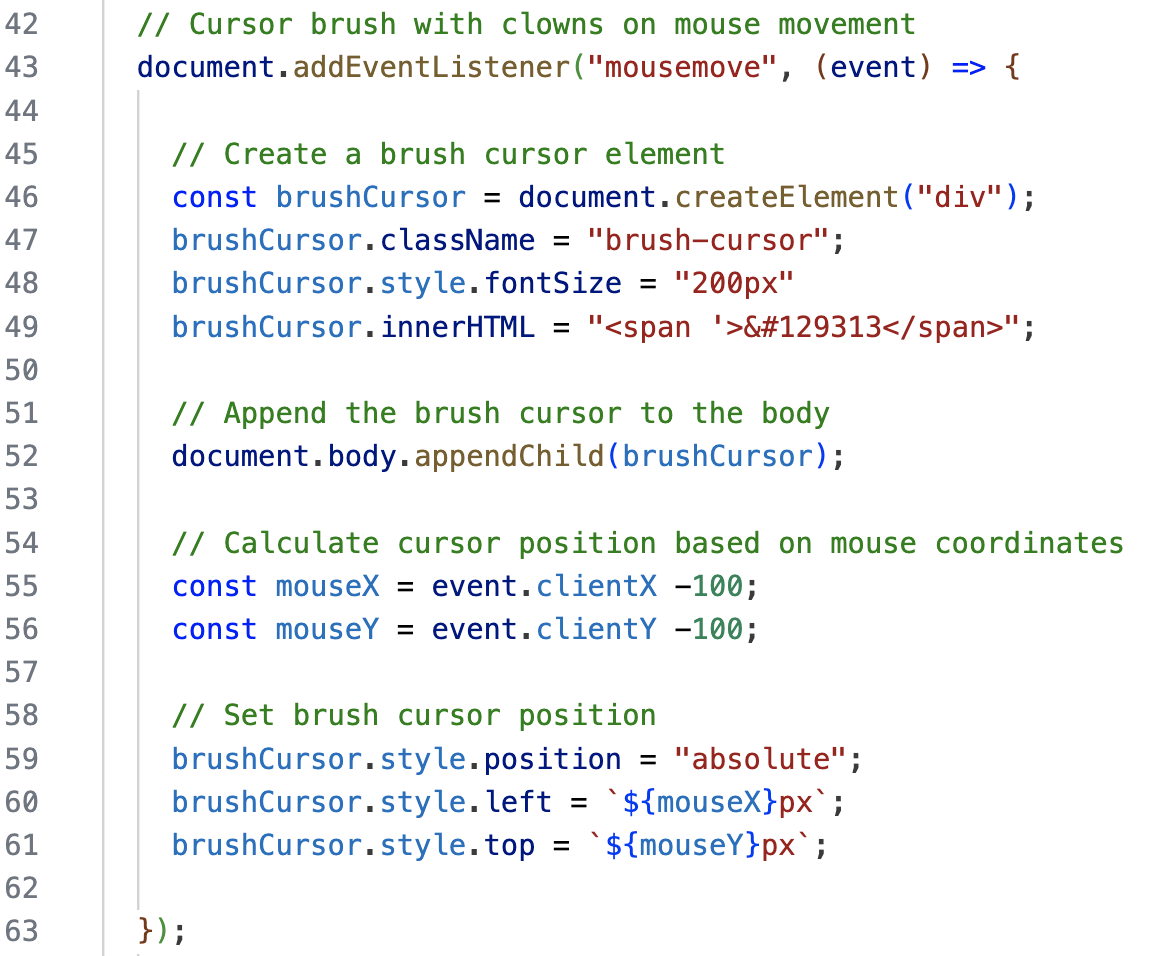 42 // Cursor brush with clowns on mouse movement
43 document.addEventListener("mousemove", (event) => {
44
45 // Create a brush cursor element
46 const brushCursor = document.createElement("div");
47 brushCursor.className = "brush-cursor";
48 brushCursor.style.fontSize = "200px"
49 brushCursor.innerHTML = "<span '>&#129313</span>";
50
51 // Append the brush cursor to the body
52 document.body.appendChild(brushCursor);
53
54 // Calculate cursor position based on mouse coordinates
55 const mouseX = event.clientX -100;
56 const mouseY = event.clientY -100;
57
58 // Set brush cursor position
59 brushCursor.style.position = "absolute";
60 brushCursor.style.left = `${mouseX}px`;
61 brushCursor.style.top = `${mouseY}px`;
62
63 });